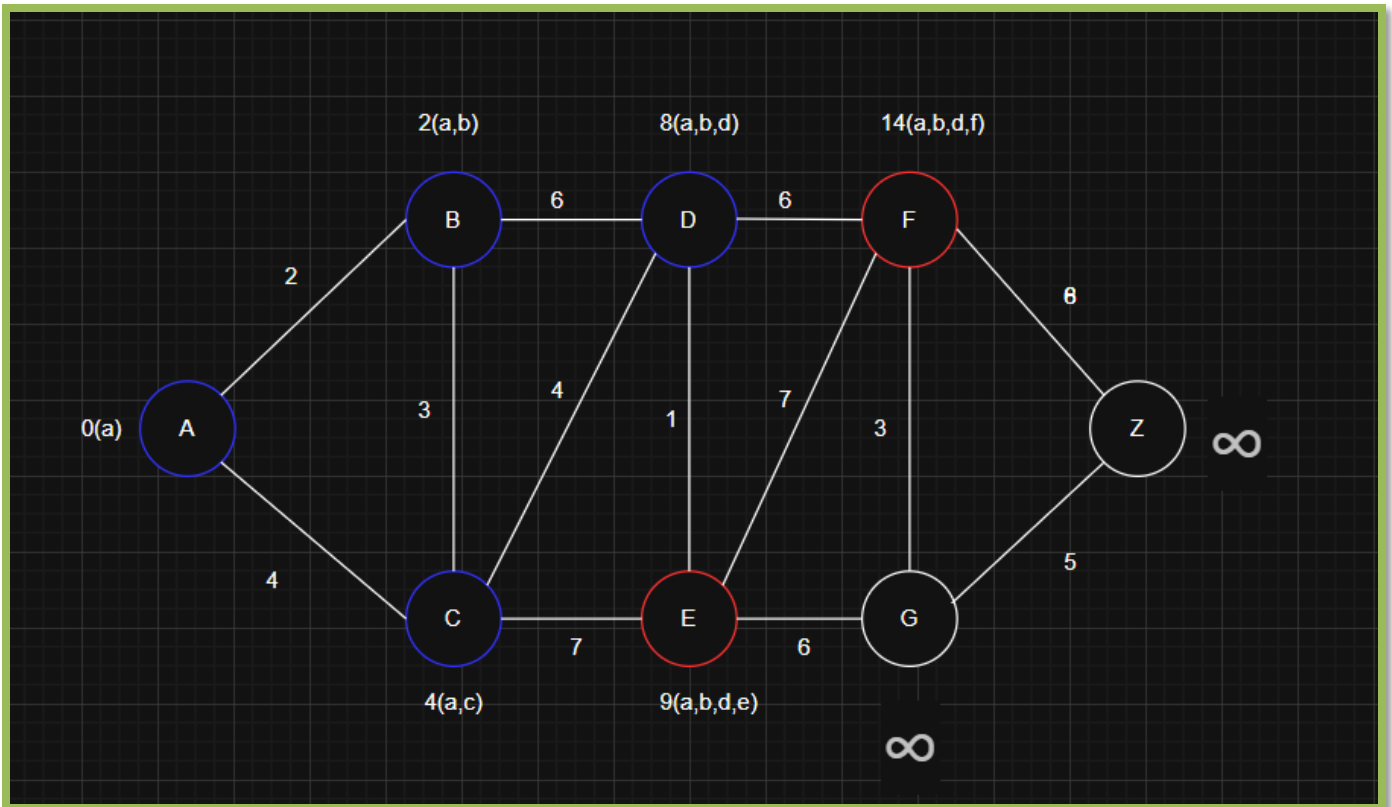 2(a,b) 8(a,b,d) 14(a,b,d,f)
B 6 D 6 F
2
3 4 1 7 3
0(a) A Z ∞
4 5
C 7 E 6 G
4(a,c) 9(a,b,d,e)
∞